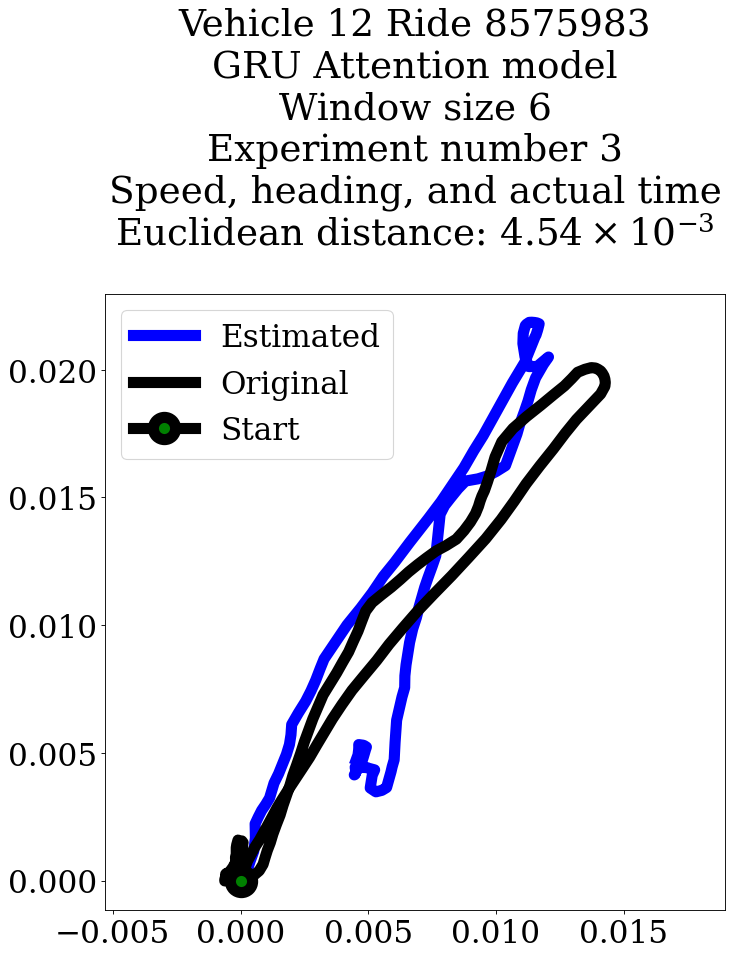 Vehicle 12 Ride 8575983
GRU Attention model
Window size 6
Experiment number 3
Speed, heading, and actual time
Euclidean distance: 4.54 × 10⁻³
Estimated
Original
Start
0.020
0.015
0.010
0.005
0.000
−0.005 0.000 0.005 0.010 0.015